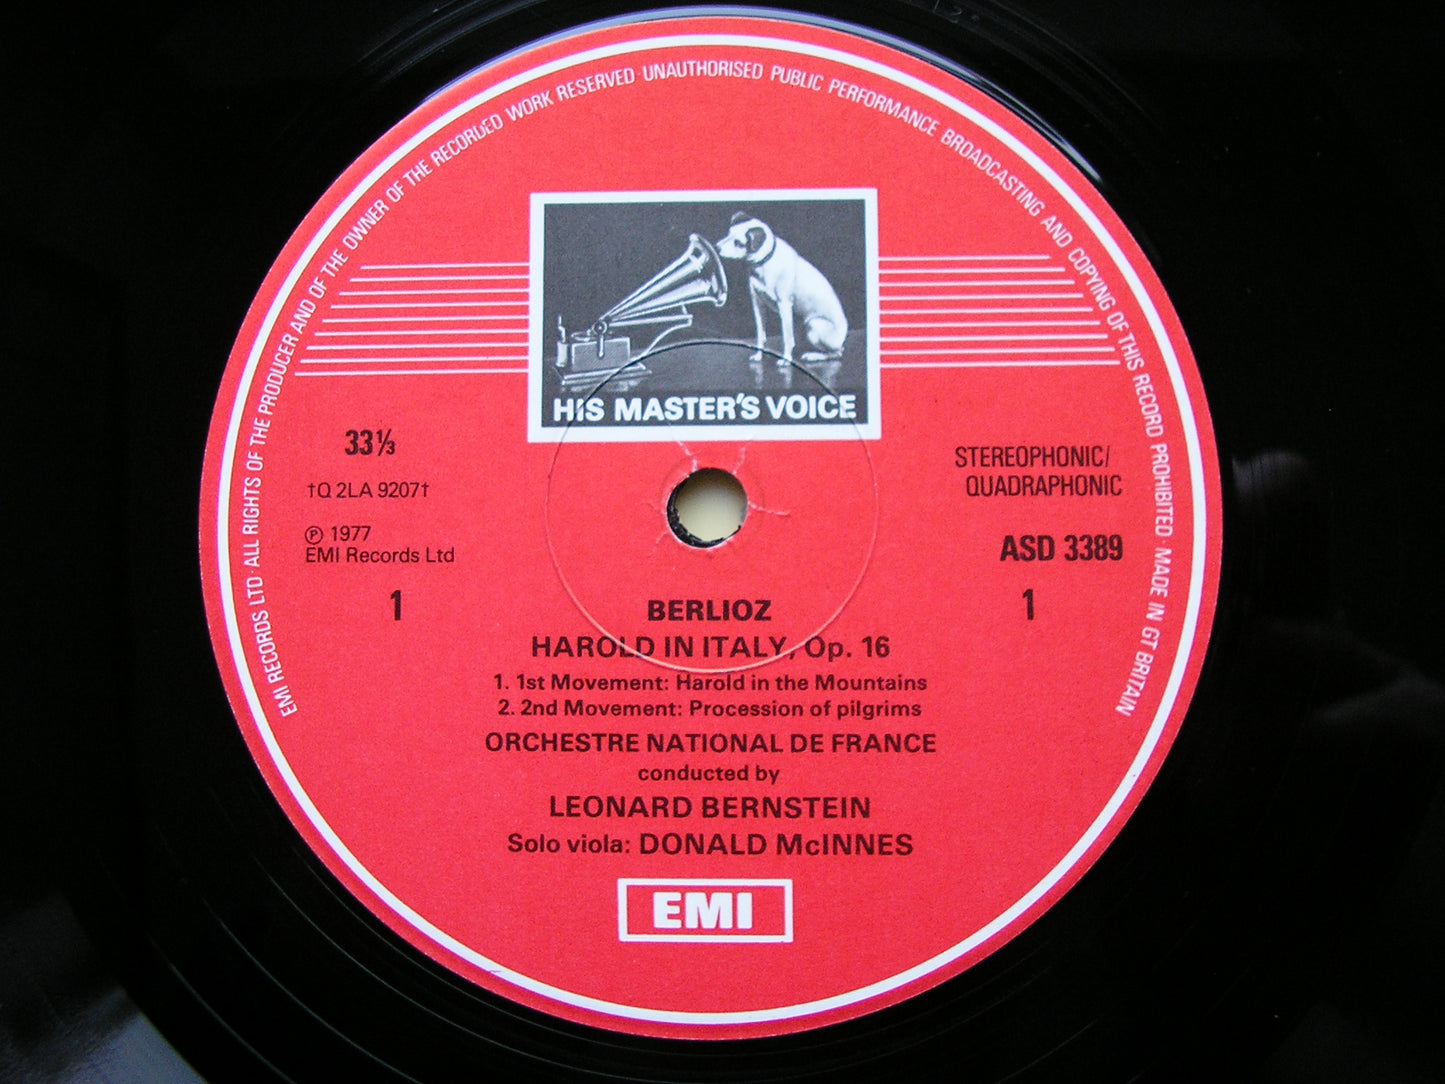 EMI RECORDS LTD · ALL RIGHTS OF THE PRODUCER AND OF THE OWNER OF THE RECORDED WORK RESERVED · UNAUTHORISED PUBLIC PERFORMANCE BROADCASTING AND COPYING OF THIS RECORD PROHIBITED · MADE IN GT BRITAIN
HIS MASTER'S VOICE
33⅓
†Q 2LA 9207†
℗ 1977
EMI Records Ltd
1
STEREOPHONIC/
QUADRAPHONIC
ASD 3389
1
BERLIOZ
HAROLD IN ITALY, Op. 16
1. 1st Movement: Harold in the Mountains
2. 2nd Movement: Procession of pilgrims
ORCHESTRE NATIONAL DE FRANCE
conducted by
LEONARD BERNSTEIN
Solo viola: DONALD McINNES
EMI